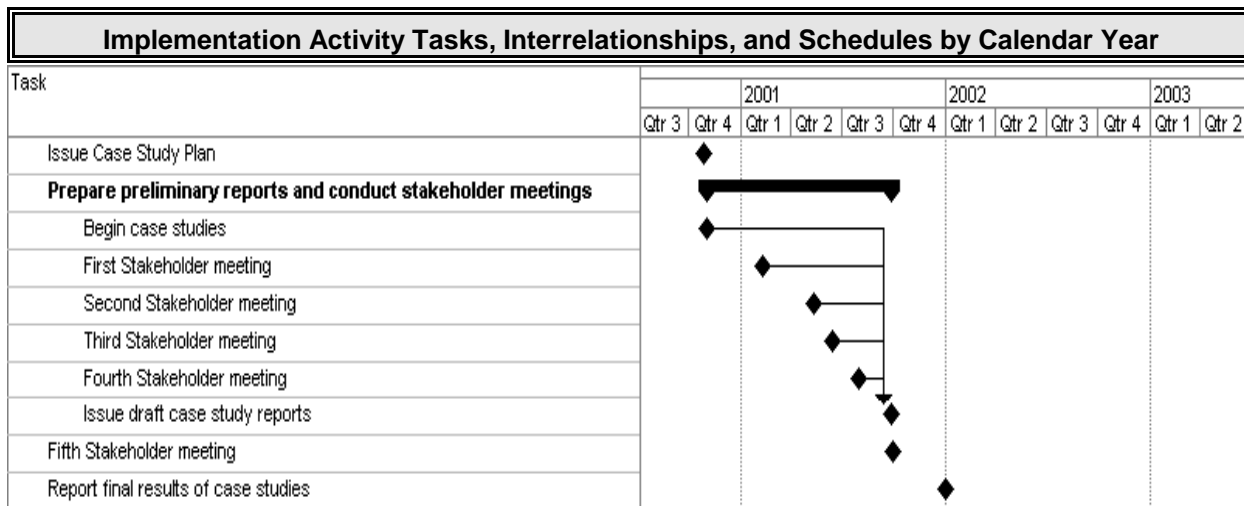 Implementation Activity Tasks, Interrelationships, and Schedules by Calendar Year
Task
2001 2002 2003
Qtr 3 Qtr 4 Qtr 1 Qtr 2 Qtr 3 Qtr 4 Qtr 1 Qtr 2 Qtr 3 Qtr 4 Qtr 1 Qtr 2
Issue Case Study Plan
Prepare preliminary reports and conduct stakeholder meetings
Begin case studies
First Stakeholder meeting
Second Stakeholder meeting
Third Stakeholder meeting
Fourth Stakeholder meeting
Issue draft case study reports
Fifth Stakeholder meeting
Report final results of case studies